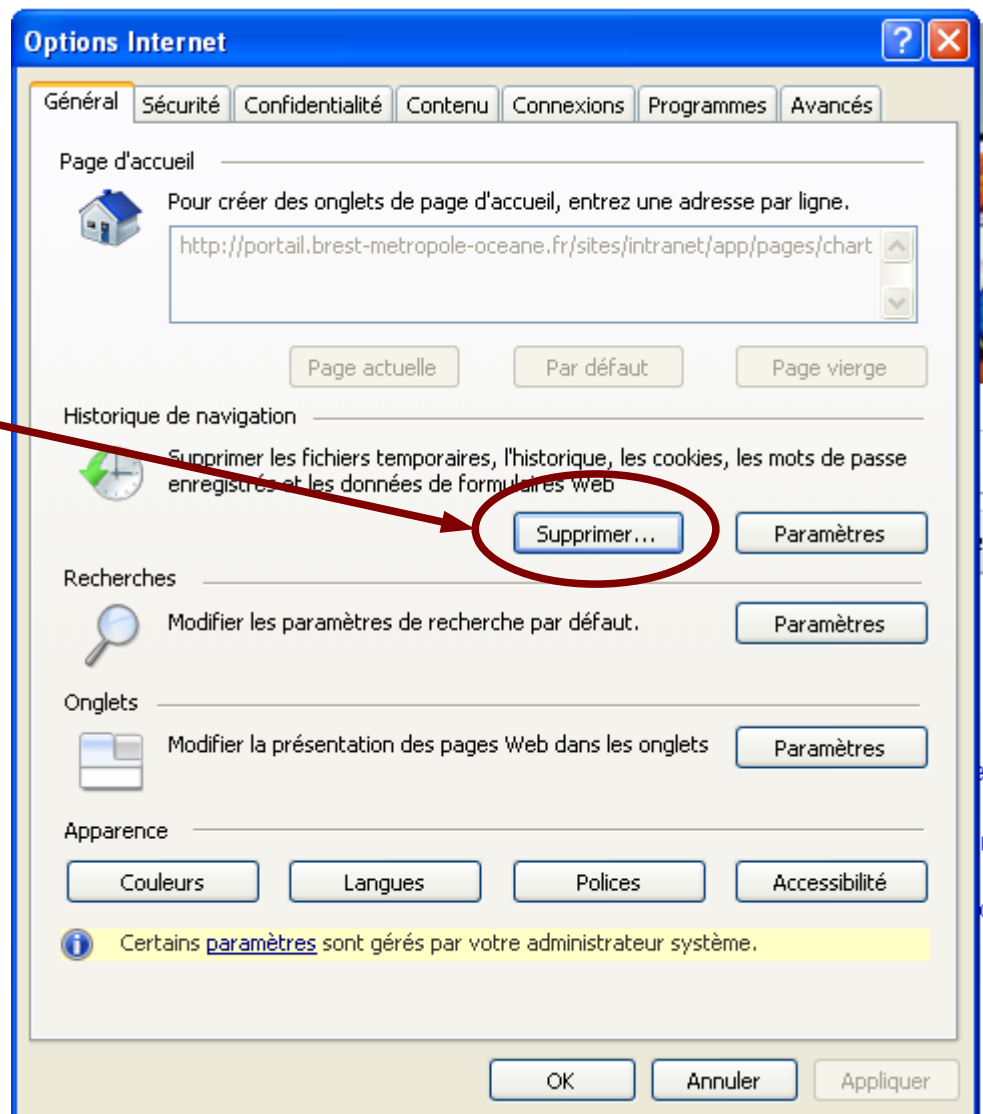 Options Internet
Général Sécurité Confidentialité Contenu Connexions Programmes Avancés
Page d'accueil
Pour créer des onglets de page d'accueil, entrez une adresse par ligne.
http://portail.brest-metropole-oceane.fr/sites/intranet/app/pages/chart
Page actuelle Par défaut Page vierge
Historique de navigation
Supprimer les fichiers temporaires, l'historique, les cookies, les mots de passe
enregistrés et les données de formulaires Web
Supprimer... Paramètres
Recherches
Modifier les paramètres de recherche par défaut. Paramètres
Onglets
Modifier la présentation des pages Web dans les onglets Paramètres
Apparence
Couleurs Langues Polices Accessibilité
Certains paramètres sont gérés par votre administrateur système.
OK Annuler Appliquer